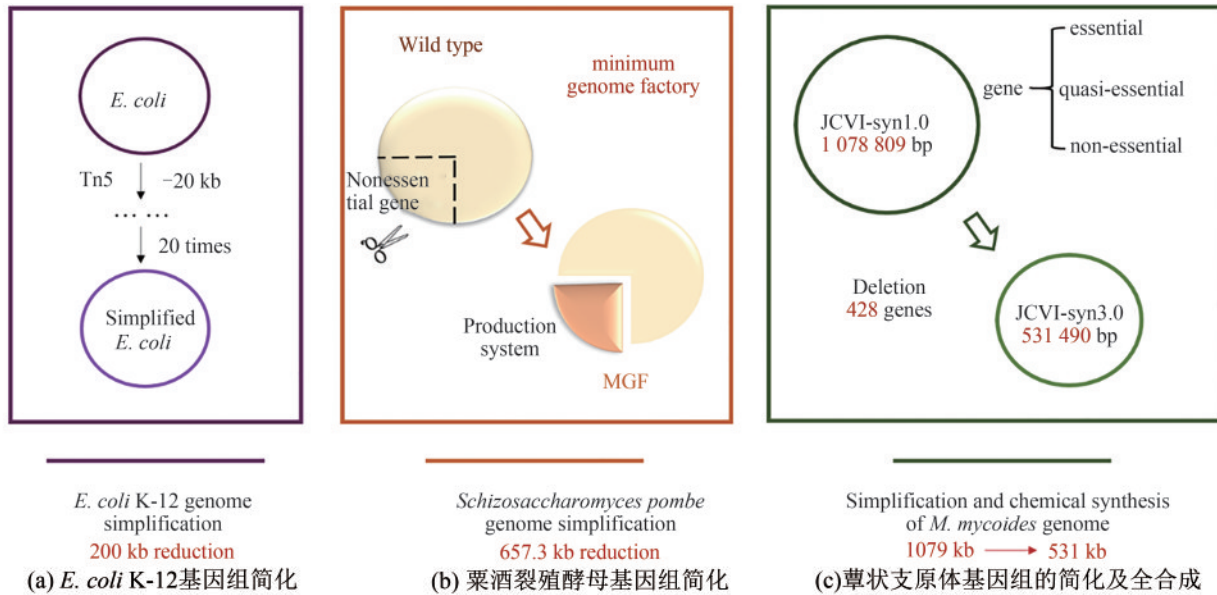 E. coli
Tn5
−20 kb
… …
20 times
Simplified
E. coli
E. coli K-12 genome
simplification
200 kb reduction
(a) E. coli K-12基因组简化
Wild type
minimum
genome factory
Nonessen
tial gene
Production
system
MGF
Schizosaccharomyces pombe
genome simplification
657.3 kb reduction
(b) 粟酒裂殖酵母基因组简化
JCVI-syn1.0
1 078 809 bp
gene
essential
quasi-essential
non-essential
Deletion
428 genes
JCVI-syn3.0
531 490 bp
Simplification and chemical synthesis
of M. mycoides genome
1079 kb → 531 kb
(c)蕈状支原体基因组的简化及全合成